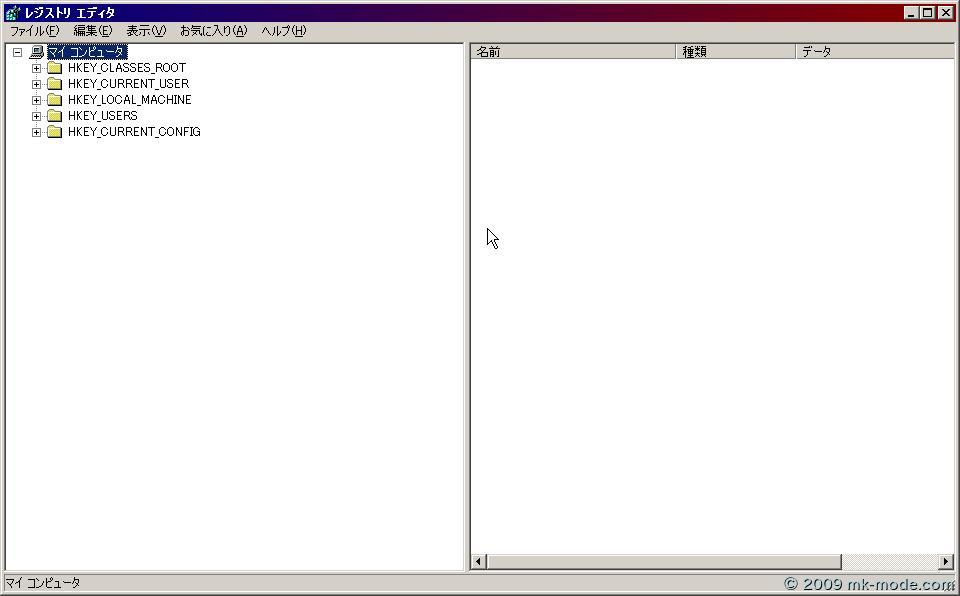 レジストリ エディタ
ファイル(F) 編集(E) 表示(V) お気に入り(A) ヘルプ(H)
マイ コンピュータ
HKEY_CLASSES_ROOT
HKEY_CURRENT_USER
HKEY_LOCAL_MACHINE
HKEY_USERS
HKEY_CURRENT_CONFIG
名前 種類 データ
マイ コンピュータ
© 2009 mk-mode.com